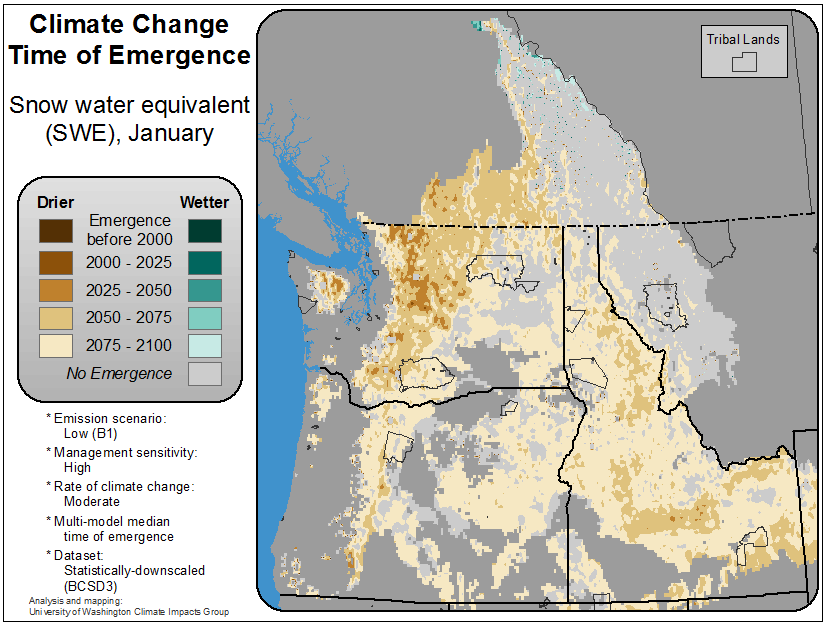 Climate Change
Time of Emergence
Snow water equivalent
(SWE), January
Drier
Wetter
Emergence
before 2000
2000 - 2025
2025 - 2050
2050 - 2075
2075 - 2100
No Emergence
* Emission scenario:
Low (B1)
* Management sensitivity:
High
* Rate of climate change:
Moderate
* Multi-model median
time of emergence
* Dataset:
Statistically-downscaled
(BCSD3)
Analysis and mapping:
University of Washington Climate Impacts Group
Tribal Lands